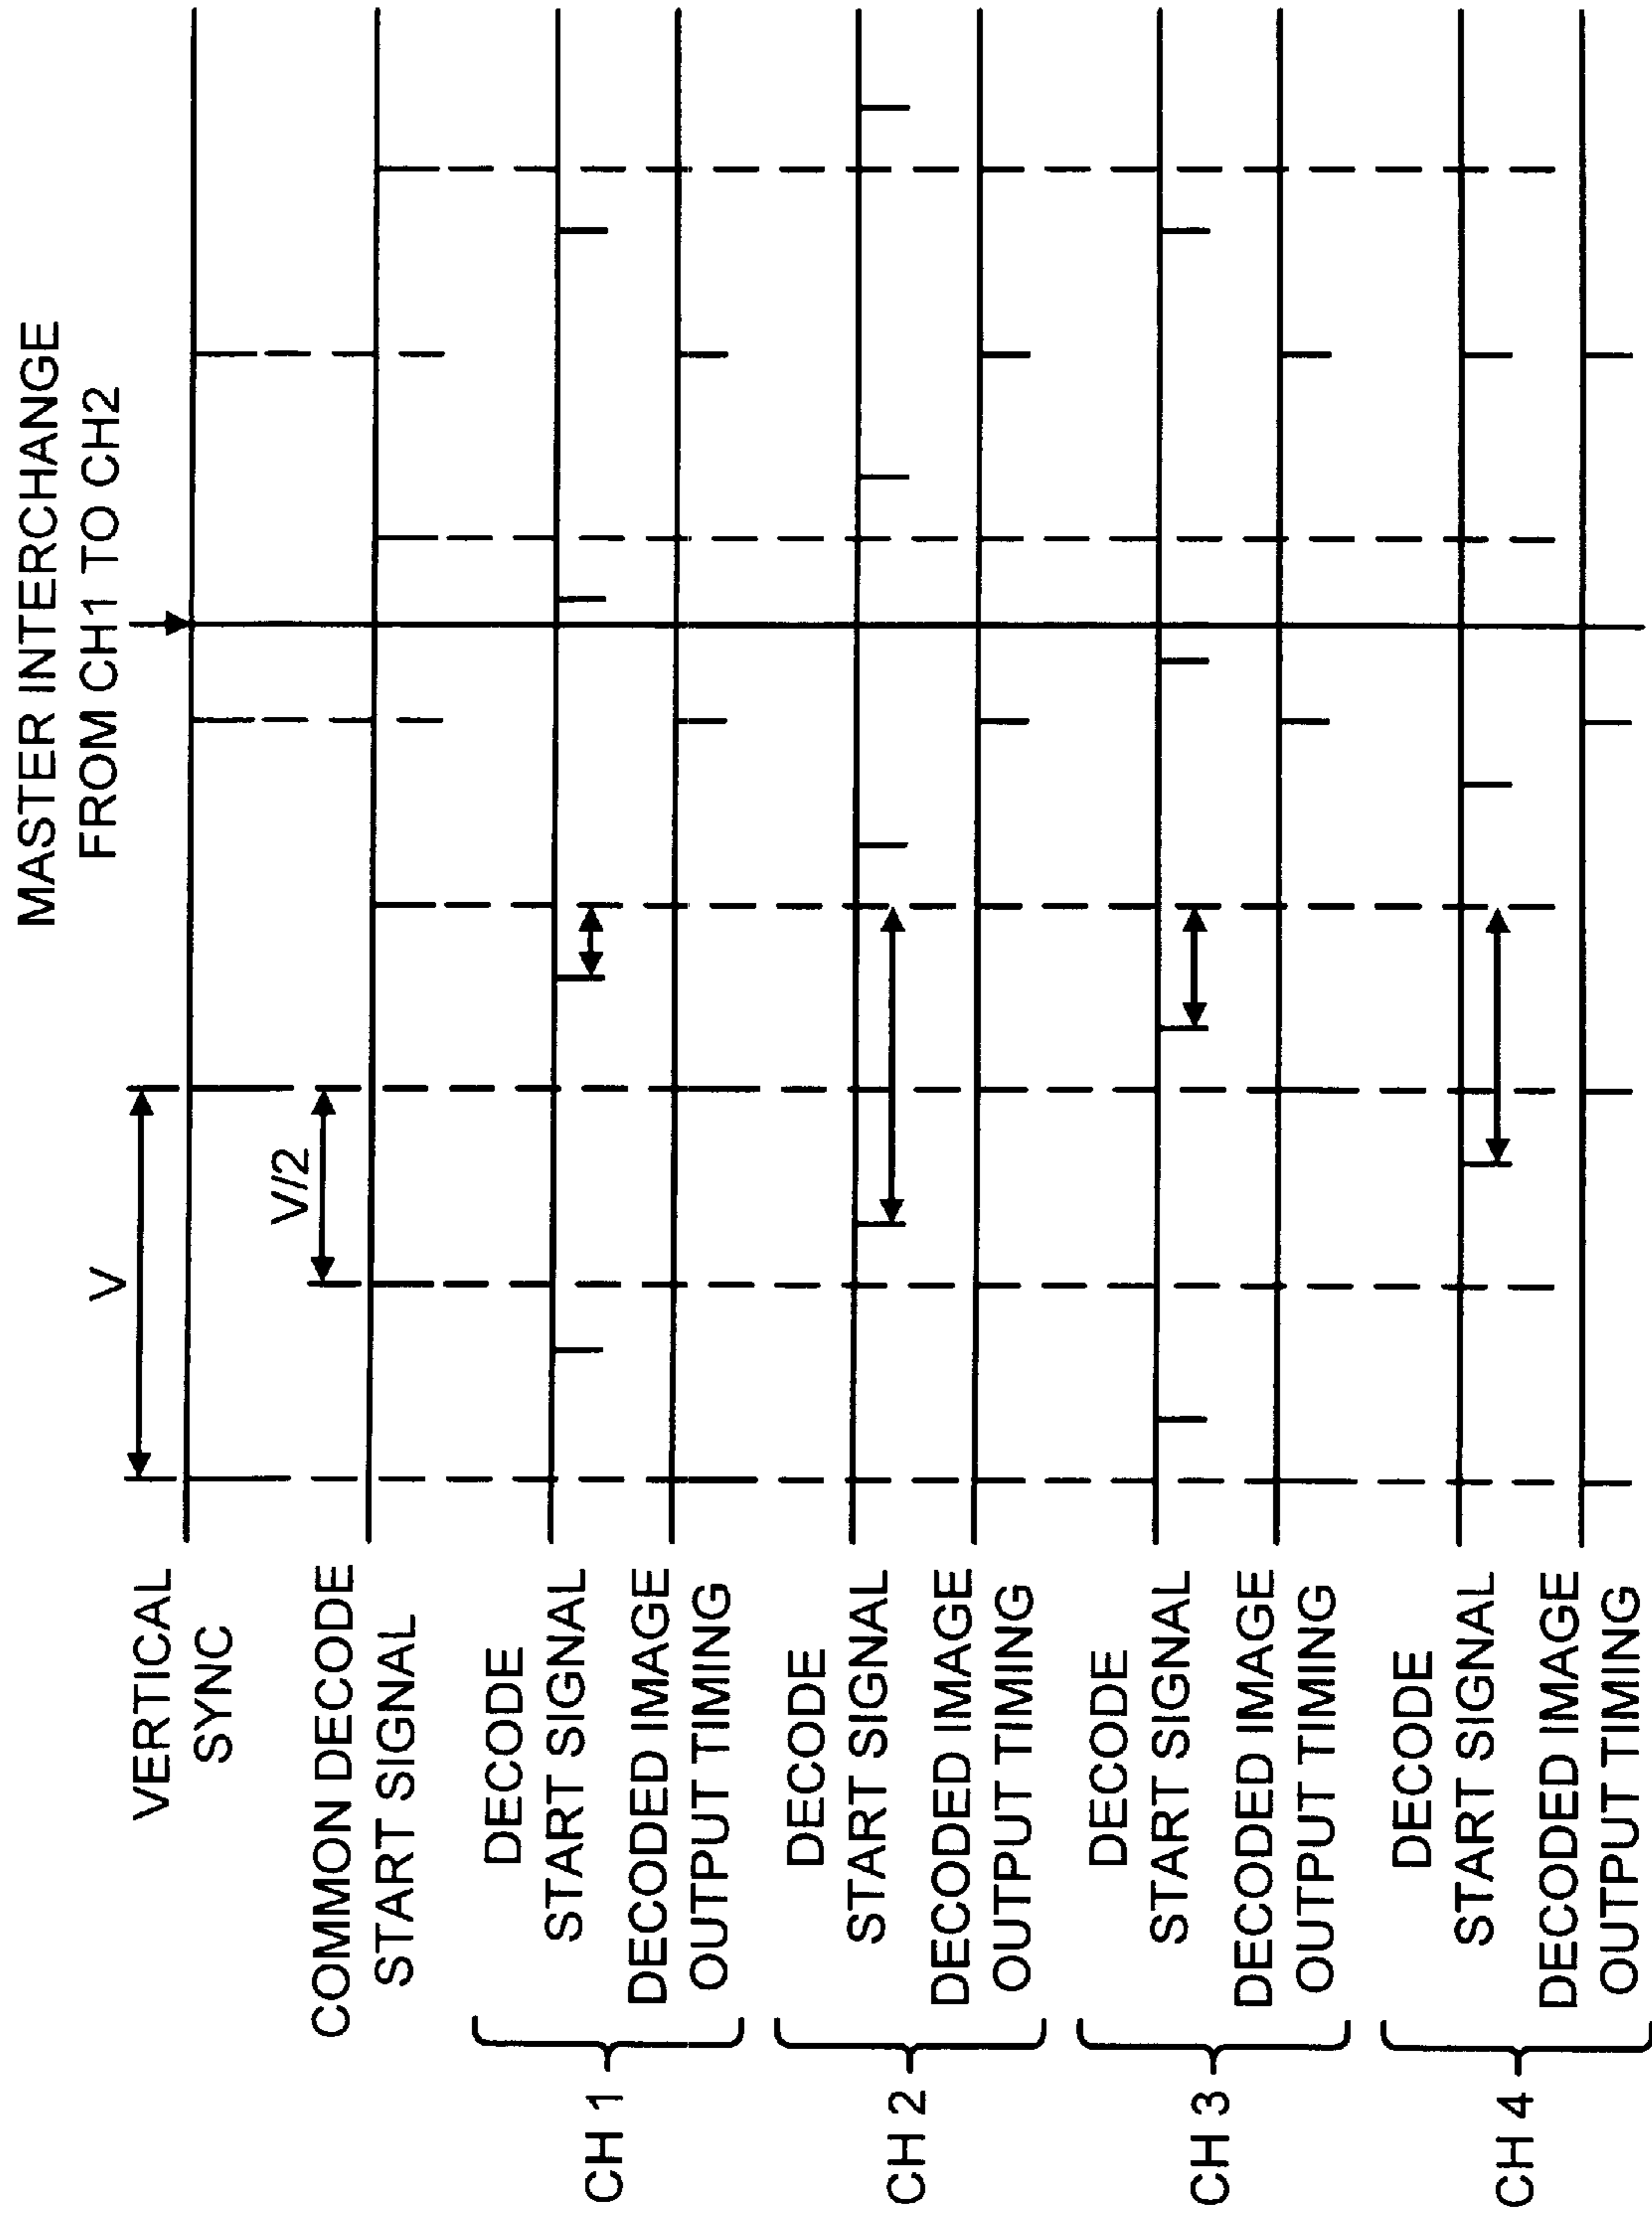 MASTER INTERCHANGE
FROM CH1 TO CH2
V
VERTICAL
SYNC
V/2
COMMON DECODE
START SIGNAL
CH 1
DECODE
START SIGNAL
DECODED IMAGE
OUTPUT TIMING
CH 2
DECODE
START SIGNAL
DECODED IMAGE
OUTPUT TIMING
CH 3
DECODE
START SIGNAL
DECODED IMAGE
OUTPUT TIMING
CH 4
DECODE
START SIGNAL
DECODED IMAGE
OUTPUT TIMING